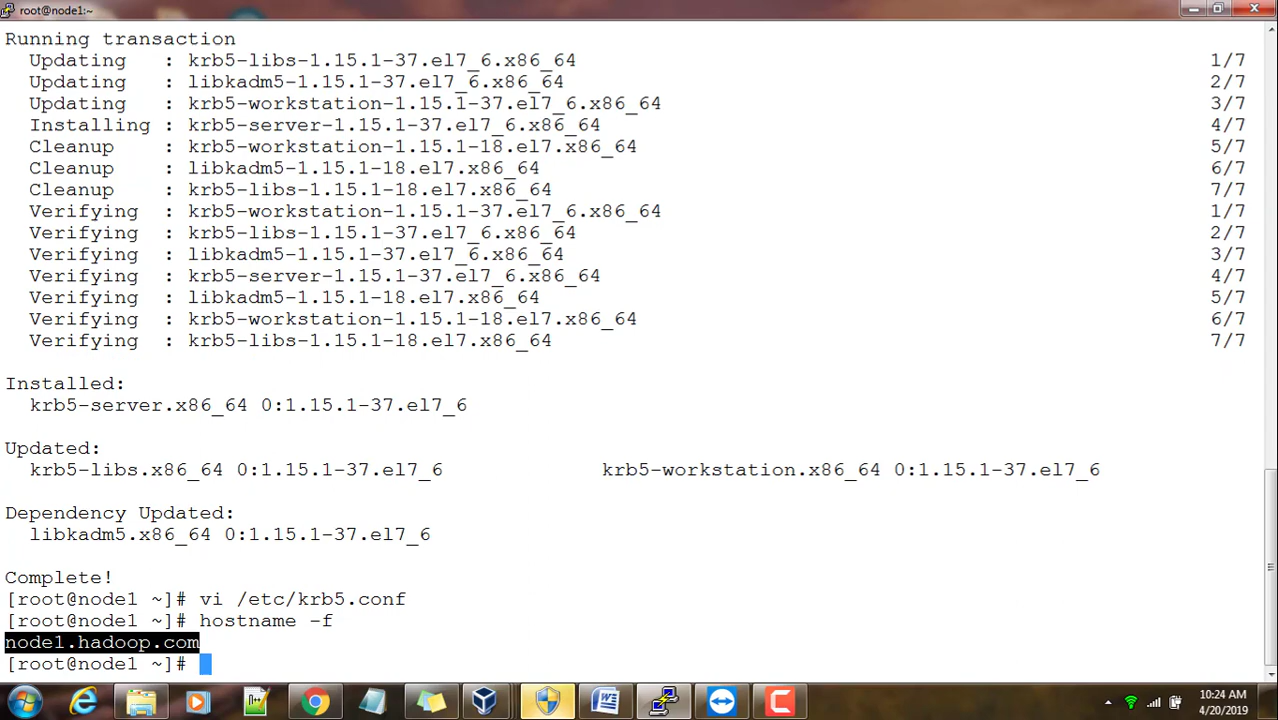 root@node1:~
Running transaction
  Updating   : krb5-libs-1.15.1-37.el7_6.x86_64 1/7
  Updating   : libkadm5-1.15.1-37.el7_6.x86_64 2/7
  Updating   : krb5-workstation-1.15.1-37.el7_6.x86_64 3/7
  Installing : krb5-server-1.15.1-37.el7_6.x86_64 4/7
  Cleanup    : krb5-workstation-1.15.1-18.el7.x86_64 5/7
  Cleanup    : libkadm5-1.15.1-18.el7.x86_64 6/7
  Cleanup    : krb5-libs-1.15.1-18.el7.x86_64 7/7
  Verifying  : krb5-workstation-1.15.1-37.el7_6.x86_64 1/7
  Verifying  : krb5-libs-1.15.1-37.el7_6.x86_64 2/7
  Verifying  : libkadm5-1.15.1-37.el7_6.x86_64 3/7
  Verifying  : krb5-server-1.15.1-37.el7_6.x86_64 4/7
  Verifying  : libkadm5-1.15.1-18.el7.x86_64 5/7
  Verifying  : krb5-workstation-1.15.1-18.el7.x86_64 6/7
  Verifying  : krb5-libs-1.15.1-18.el7.x86_64 7/7
Installed:
  krb5-server.x86_64 0:1.15.1-37.el7_6
Updated:
  krb5-libs.x86_64 0:1.15.1-37.el7_6 krb5-workstation.x86_64 0:1.15.1-37.el7_6
Dependency Updated:
  libkadm5.x86_64 0:1.15.1-37.el7_6
Complete!
[root@node1 ~]# vi /etc/krb5.conf
[root@node1 ~]# hostname -f
node1.hadoop.com
[root@node1 ~]#
10:24 AM
4/20/2019